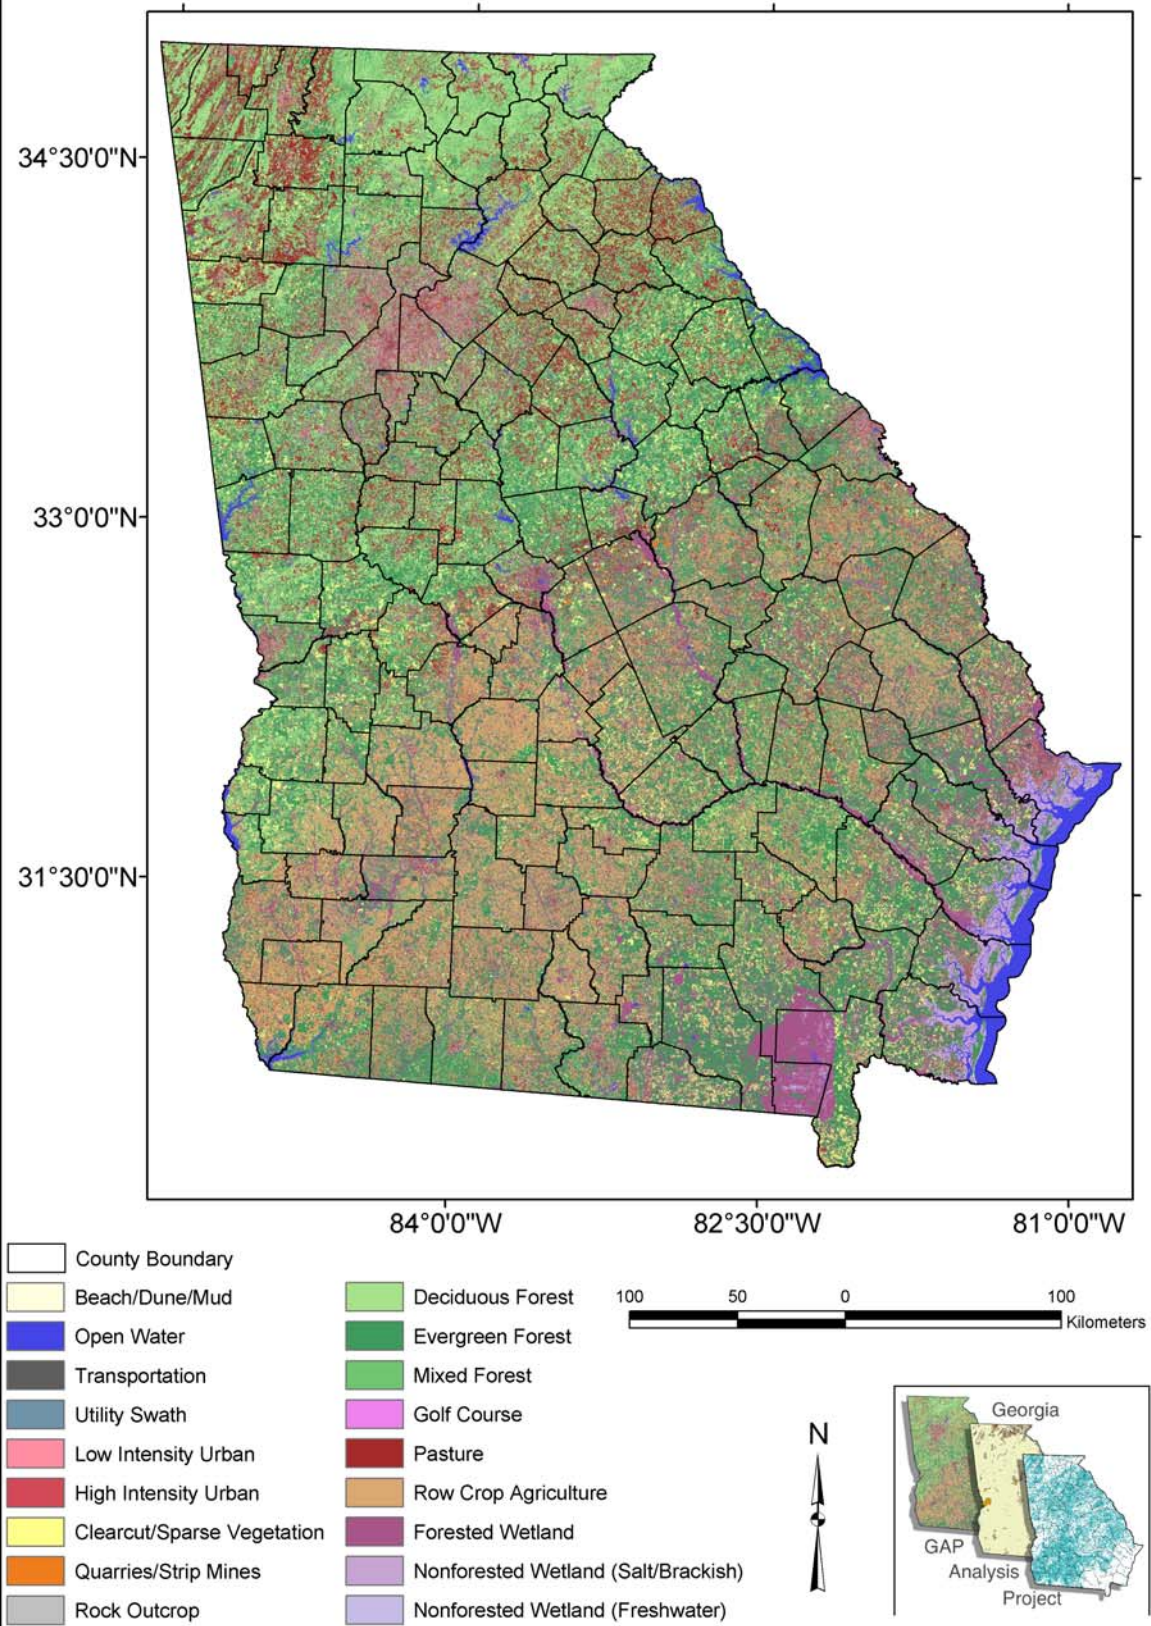 34°30'0"N
33°0'0"N
31°30'0"N
84°0'0"W 82°30'0"W 81°0'0"W
County Boundary
Beach/Dune/Mud
Open Water
Transportation
Utility Swath
Low Intensity Urban
High Intensity Urban
Clearcut/Sparse Vegetation
Quarries/Strip Mines
Rock Outcrop
Deciduous Forest
Evergreen Forest
Mixed Forest
Golf Course
Pasture
Row Crop Agriculture
Forested Wetland
Nonforested Wetland (Salt/Brackish)
Nonforested Wetland (Freshwater)
100 50 0 100
Kilometers
N
Georgia
GAP
Analysis
Project